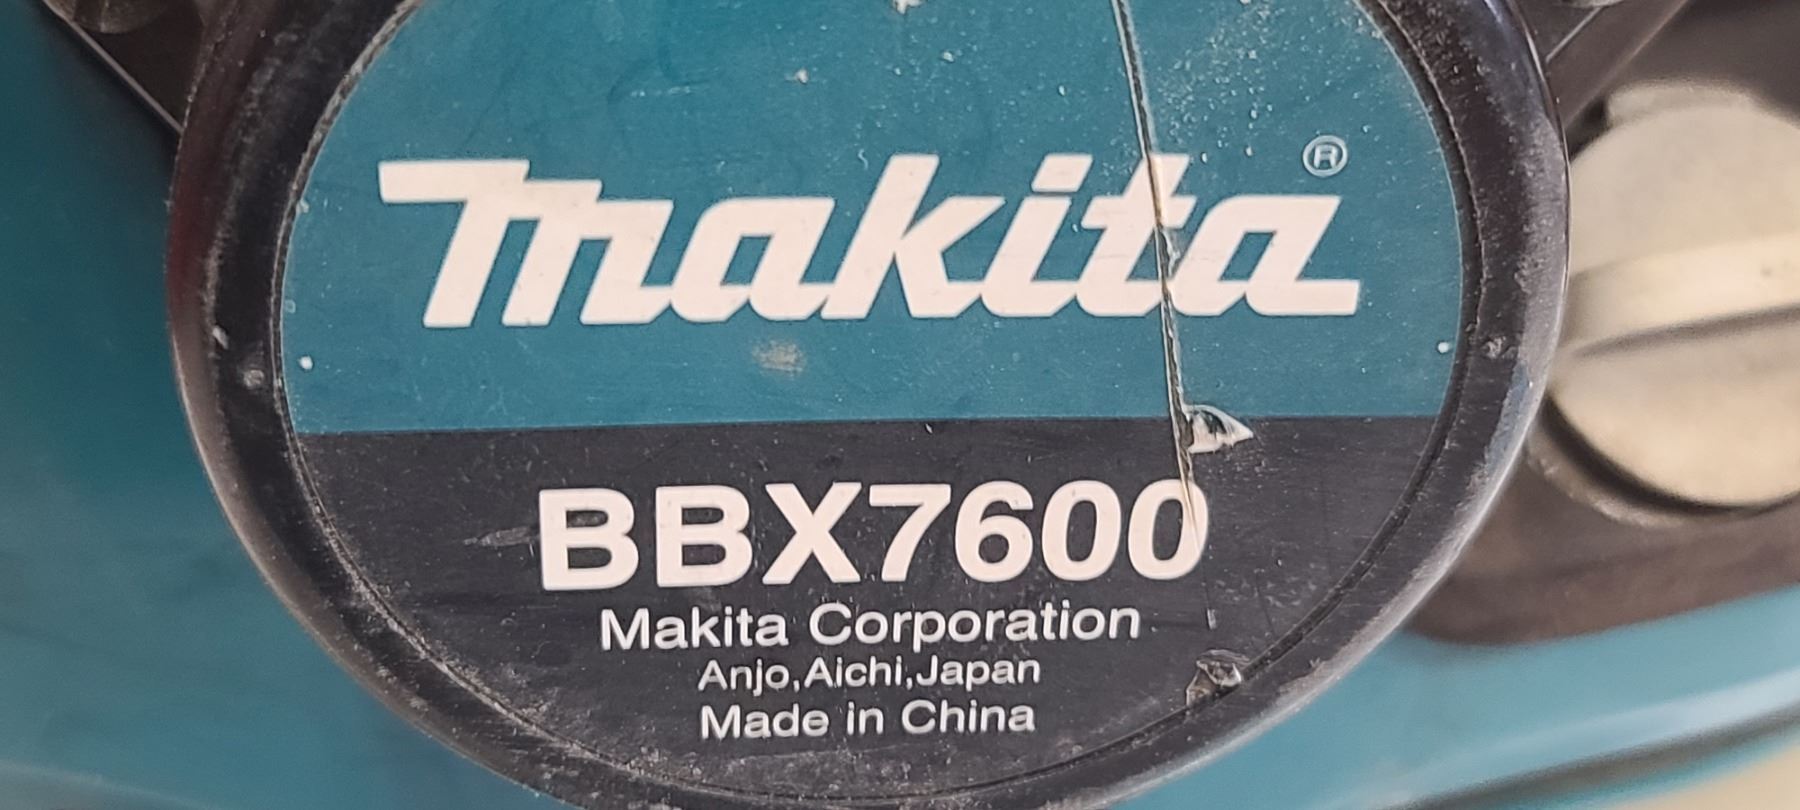 makita®
BBX7600
Makita Corporation
Anjo,Aichi,Japan
Made in China